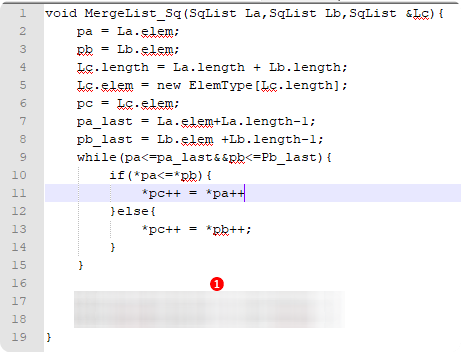 1 void MergeList_Sq(SqList La,SqList Lb,SqList &Lc){
2 pa = La.elem;
3 pb = Lb.elem;
4 Lc.length = La.length + Lb.length;
5 Lc.elem = new ElemType[Lc.length];
6 pc = Lc.elem;
7 pa_last = La.elem+La.length-1;
8 pb_last = Lb.elem +Lb.length-1;
9 while(pa<=pa_last&&pb<=Pb_last){
10 if(*pa<=*pb){
11 *pc++ = *pa++
12 }else{
13 *pc++ = *pb++;
14 }
15 }
16 1
17
18
19 }